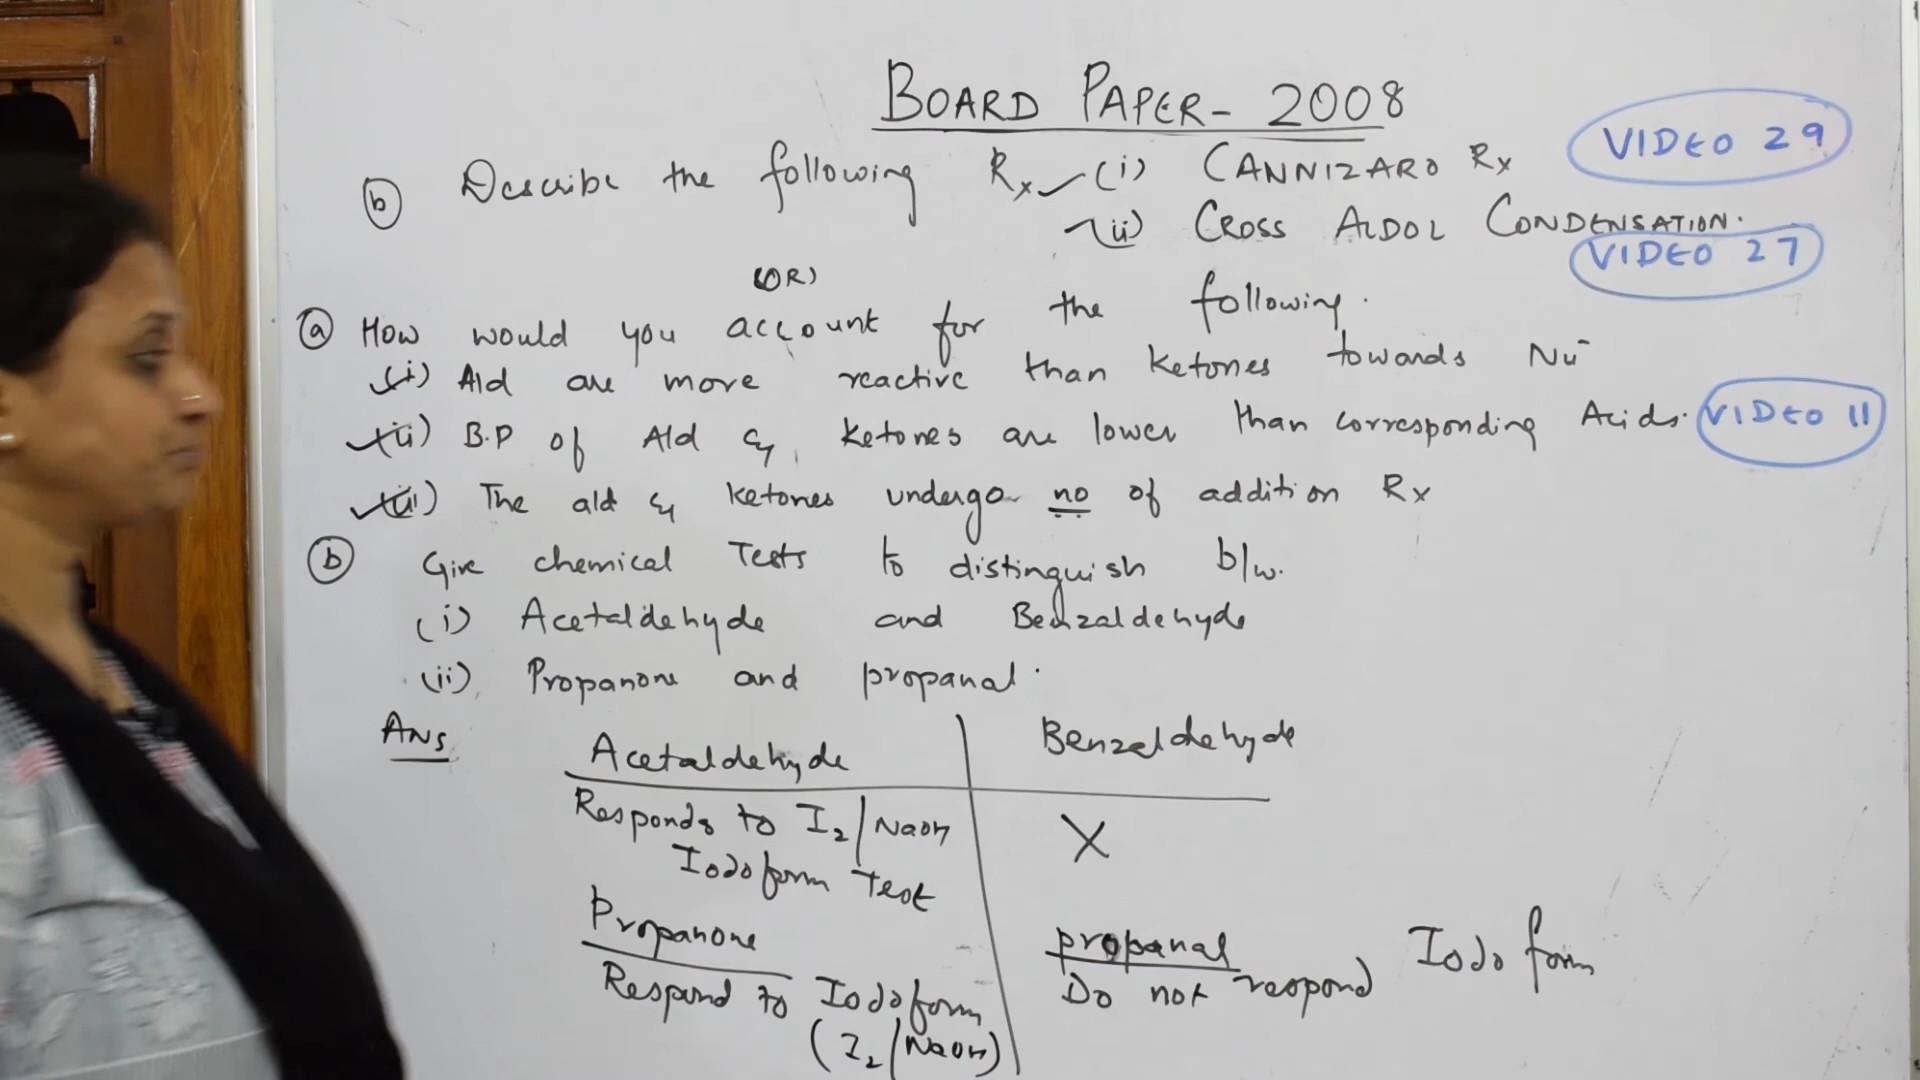 BOARD PAPER- 2008
b Describe the following Rx (i) CANNIZARO Rx VIDEO 29
(ii) CROSS ALDOL CONDENSATION.
VIDEO 27
(OR)
a How would you account for the following.
(i) Ald are more reactive than ketones towards Nu-
(ii) B.P of Ald & ketones are lower than corresponding Acids. VIDEO 11
(iii) The ald & ketones undergo no of addition Rx
b Give chemical Tests to distinguish b/w.
(i) Acetaldehyde and Benzaldehyde
(ii) Propanone and propanal.
Ans
Acetaldehyde Benzaldehyde
Responds to I2/NaOH X
Iodoform Test
Propanone propanal
Respond to Iodoform Do not respond Iodoform
(I2/NaOH)